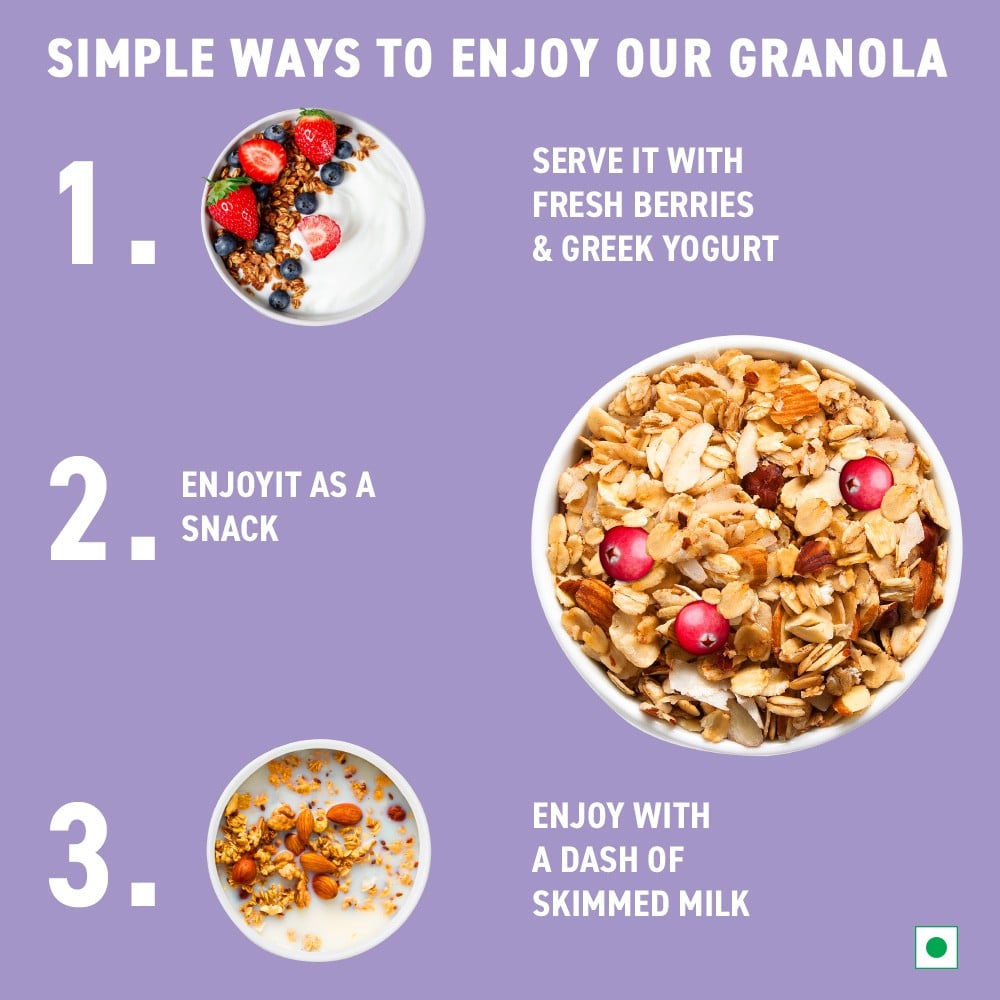 SIMPLE WAYS TO ENJOY OUR GRANOLA
1.
SERVE IT WITH
FRESH BERRIES
& GREEK YOGURT
2.
ENJOYIT AS A
SNACK
3.
ENJOY WITH
A DASH OF
SKIMMED MILK